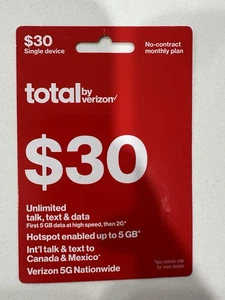 $30
Single device
No-contract
monthly plan
total by verizon✓
$30
Unlimited
talk, text & data
First 5 GB data at high speed, then 2G*
Hotspot enabled up to 5 GB*
Int'l talk & text to
Canada & Mexico*
Verizon 5G Nationwide
*See reverse side
for more details